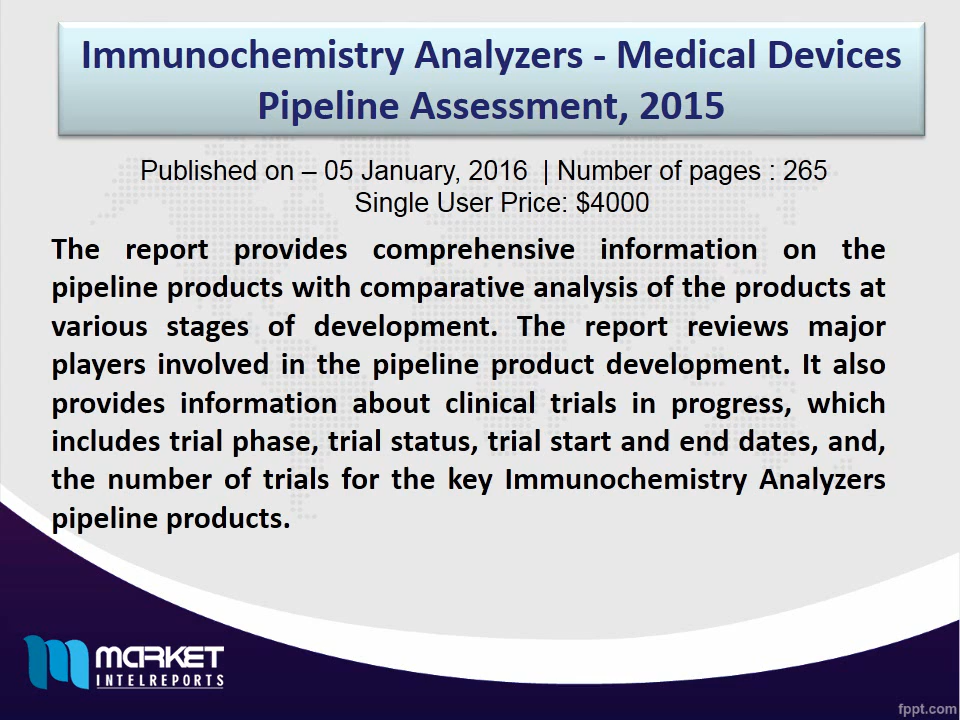 Immunochemistry Analyzers - Medical Devices
Pipeline Assessment, 2015
Published on – 05 January, 2016 | Number of pages : 265
Single User Price: $4000
The report provides comprehensive information on the
pipeline products with comparative analysis of the products at
various stages of development. The report reviews major
players involved in the pipeline product development. It also
provides information about clinical trials in progress, which
includes trial phase, trial status, trial start and end dates, and,
the number of trials for the key Immunochemistry Analyzers
pipeline products.
MARKET
INTELREPORTS
fppt.com